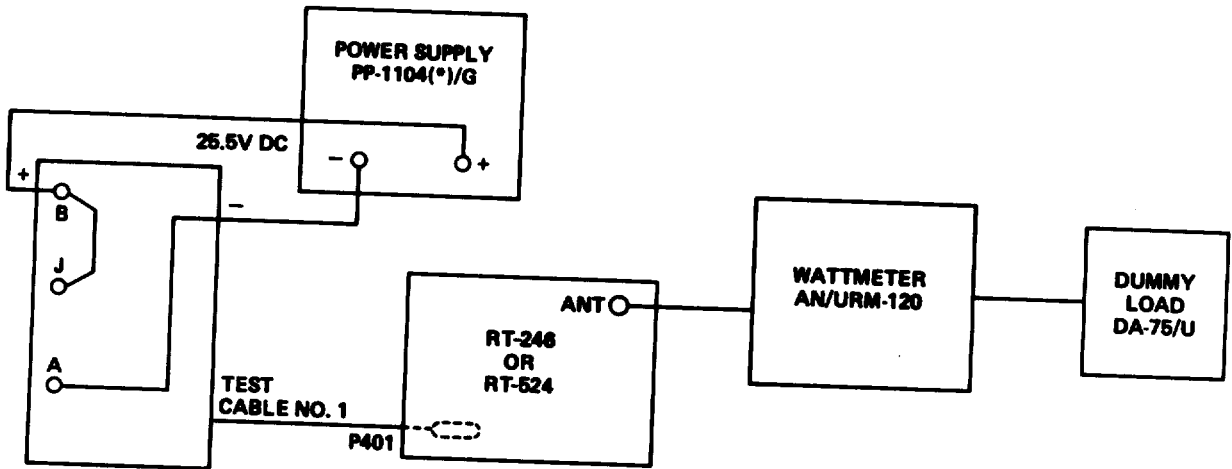 POWER SUPPLY
PP-1104(*)/G
25.5V DC
- +
+ -
B
J
A
TEST
CABLE NO. 1
P401
ANT
RT-246
OR
RT-524
WATTMETER
AN/URM-120
DUMMY
LOAD
DA-75/U